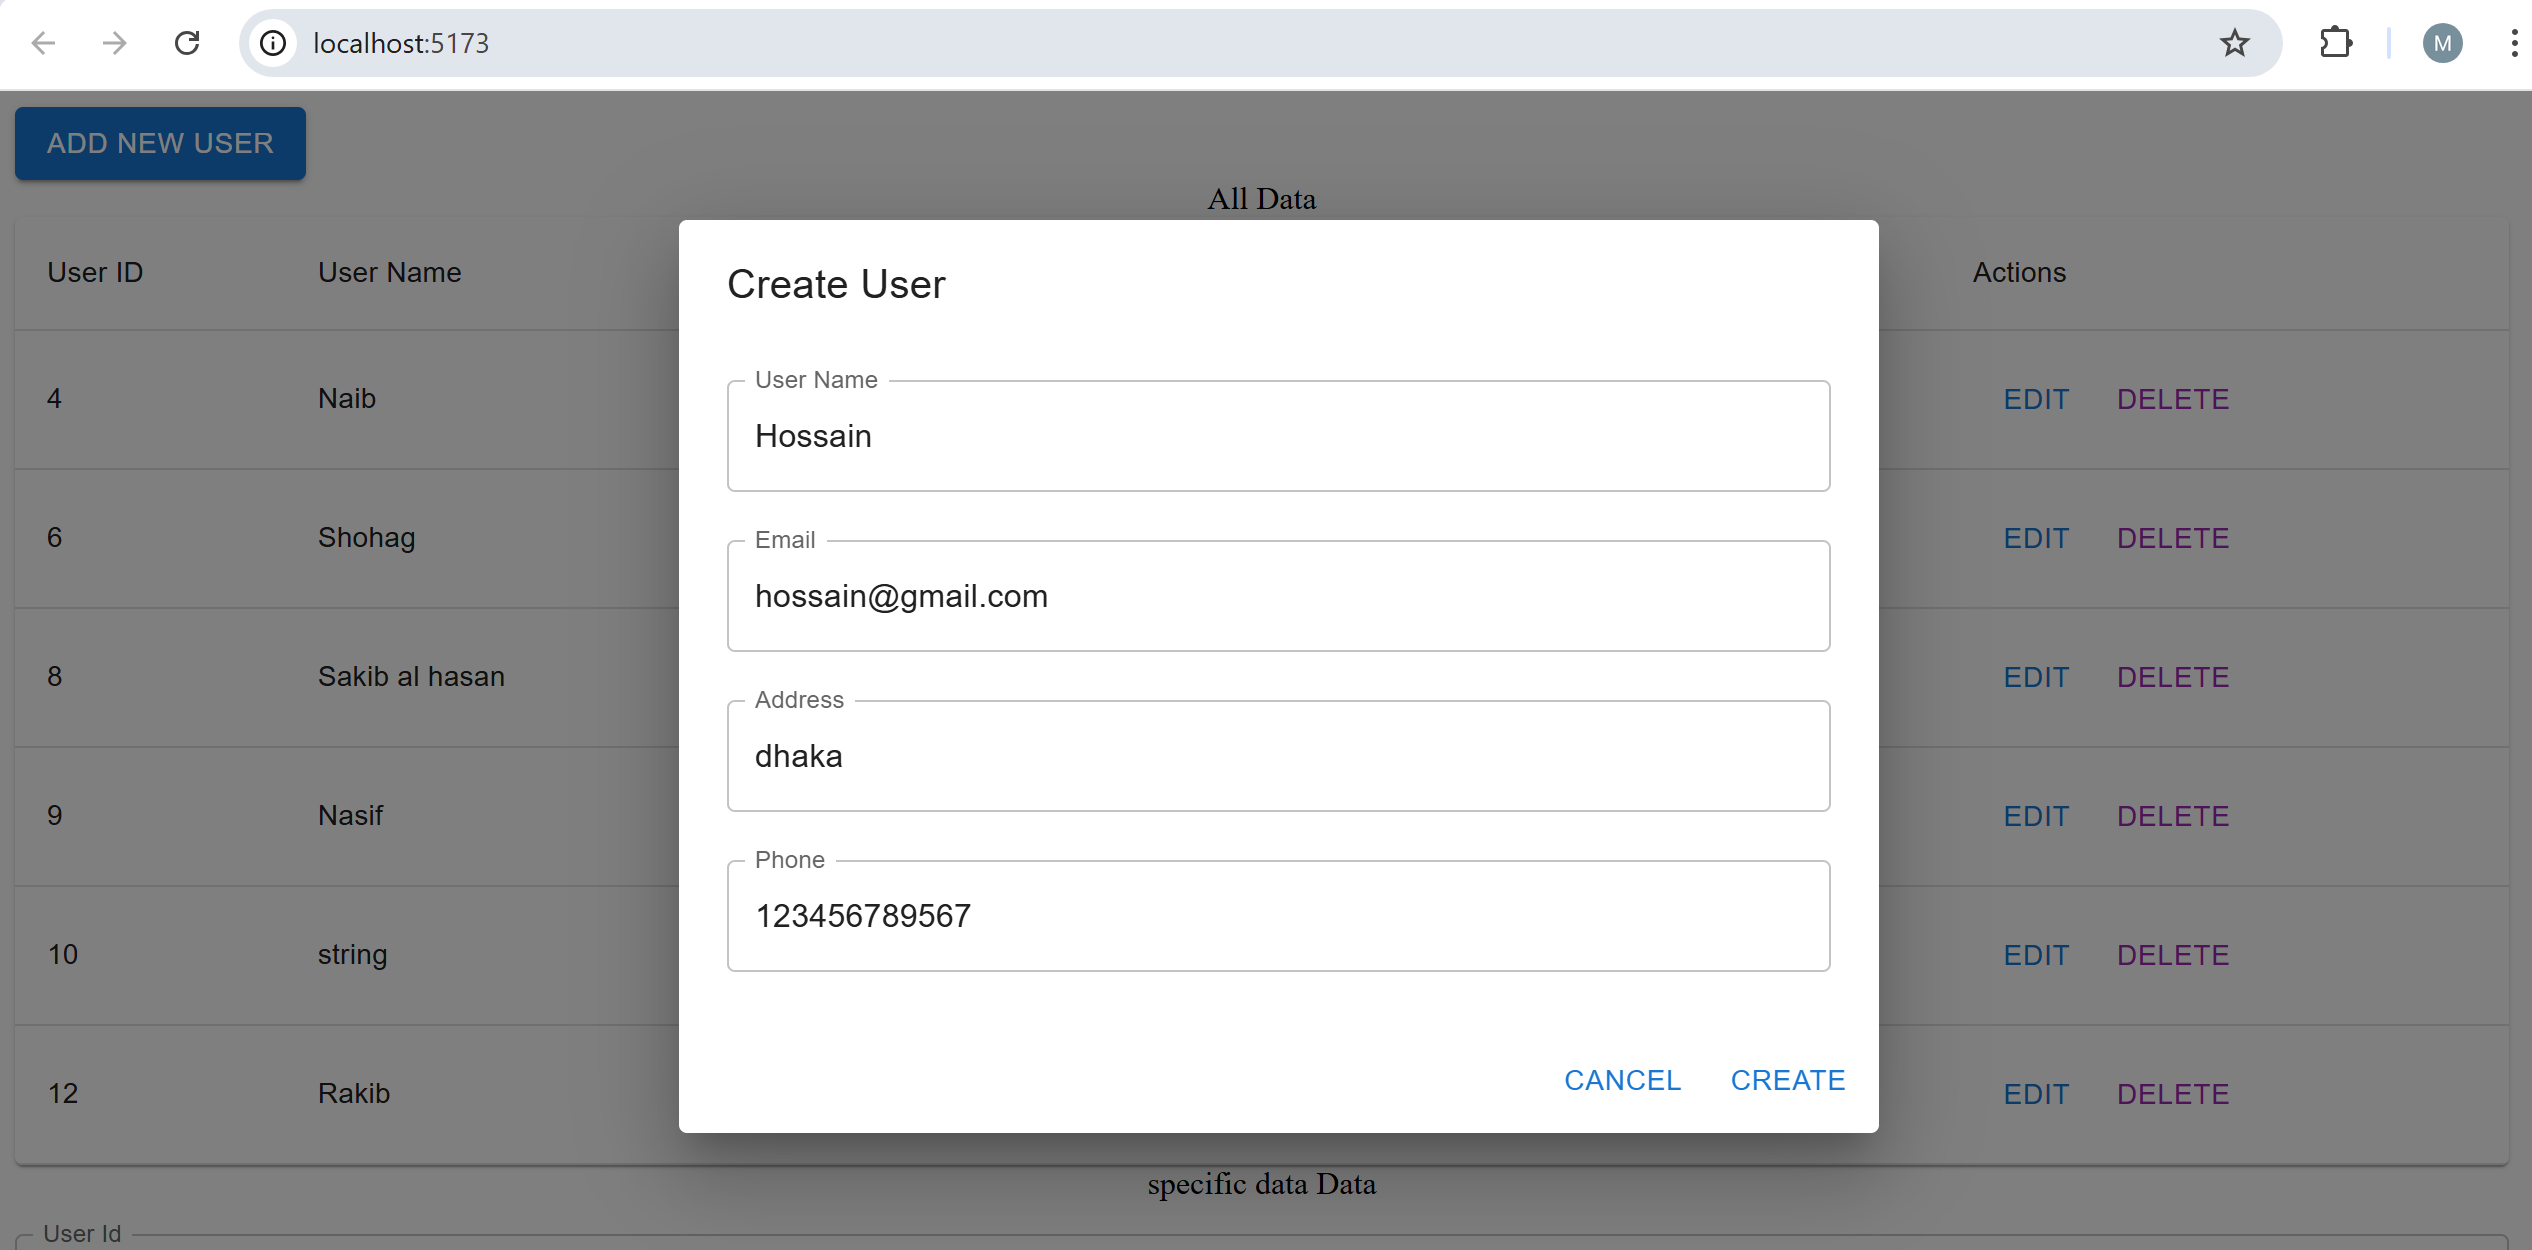 localhost:5173
M
ADD NEW USER
All Data
User ID User Name Actions
Create User
User Name
Hossain
Email
hossain@gmail.com
Address
dhaka
Phone
123456789567
CANCEL CREATE
4 Naib EDIT DELETE
6 Shohag EDIT DELETE
8 Sakib al hasan EDIT DELETE
9 Nasif EDIT DELETE
10 string EDIT DELETE
12 Rakib EDIT DELETE
specific data Data
User Id